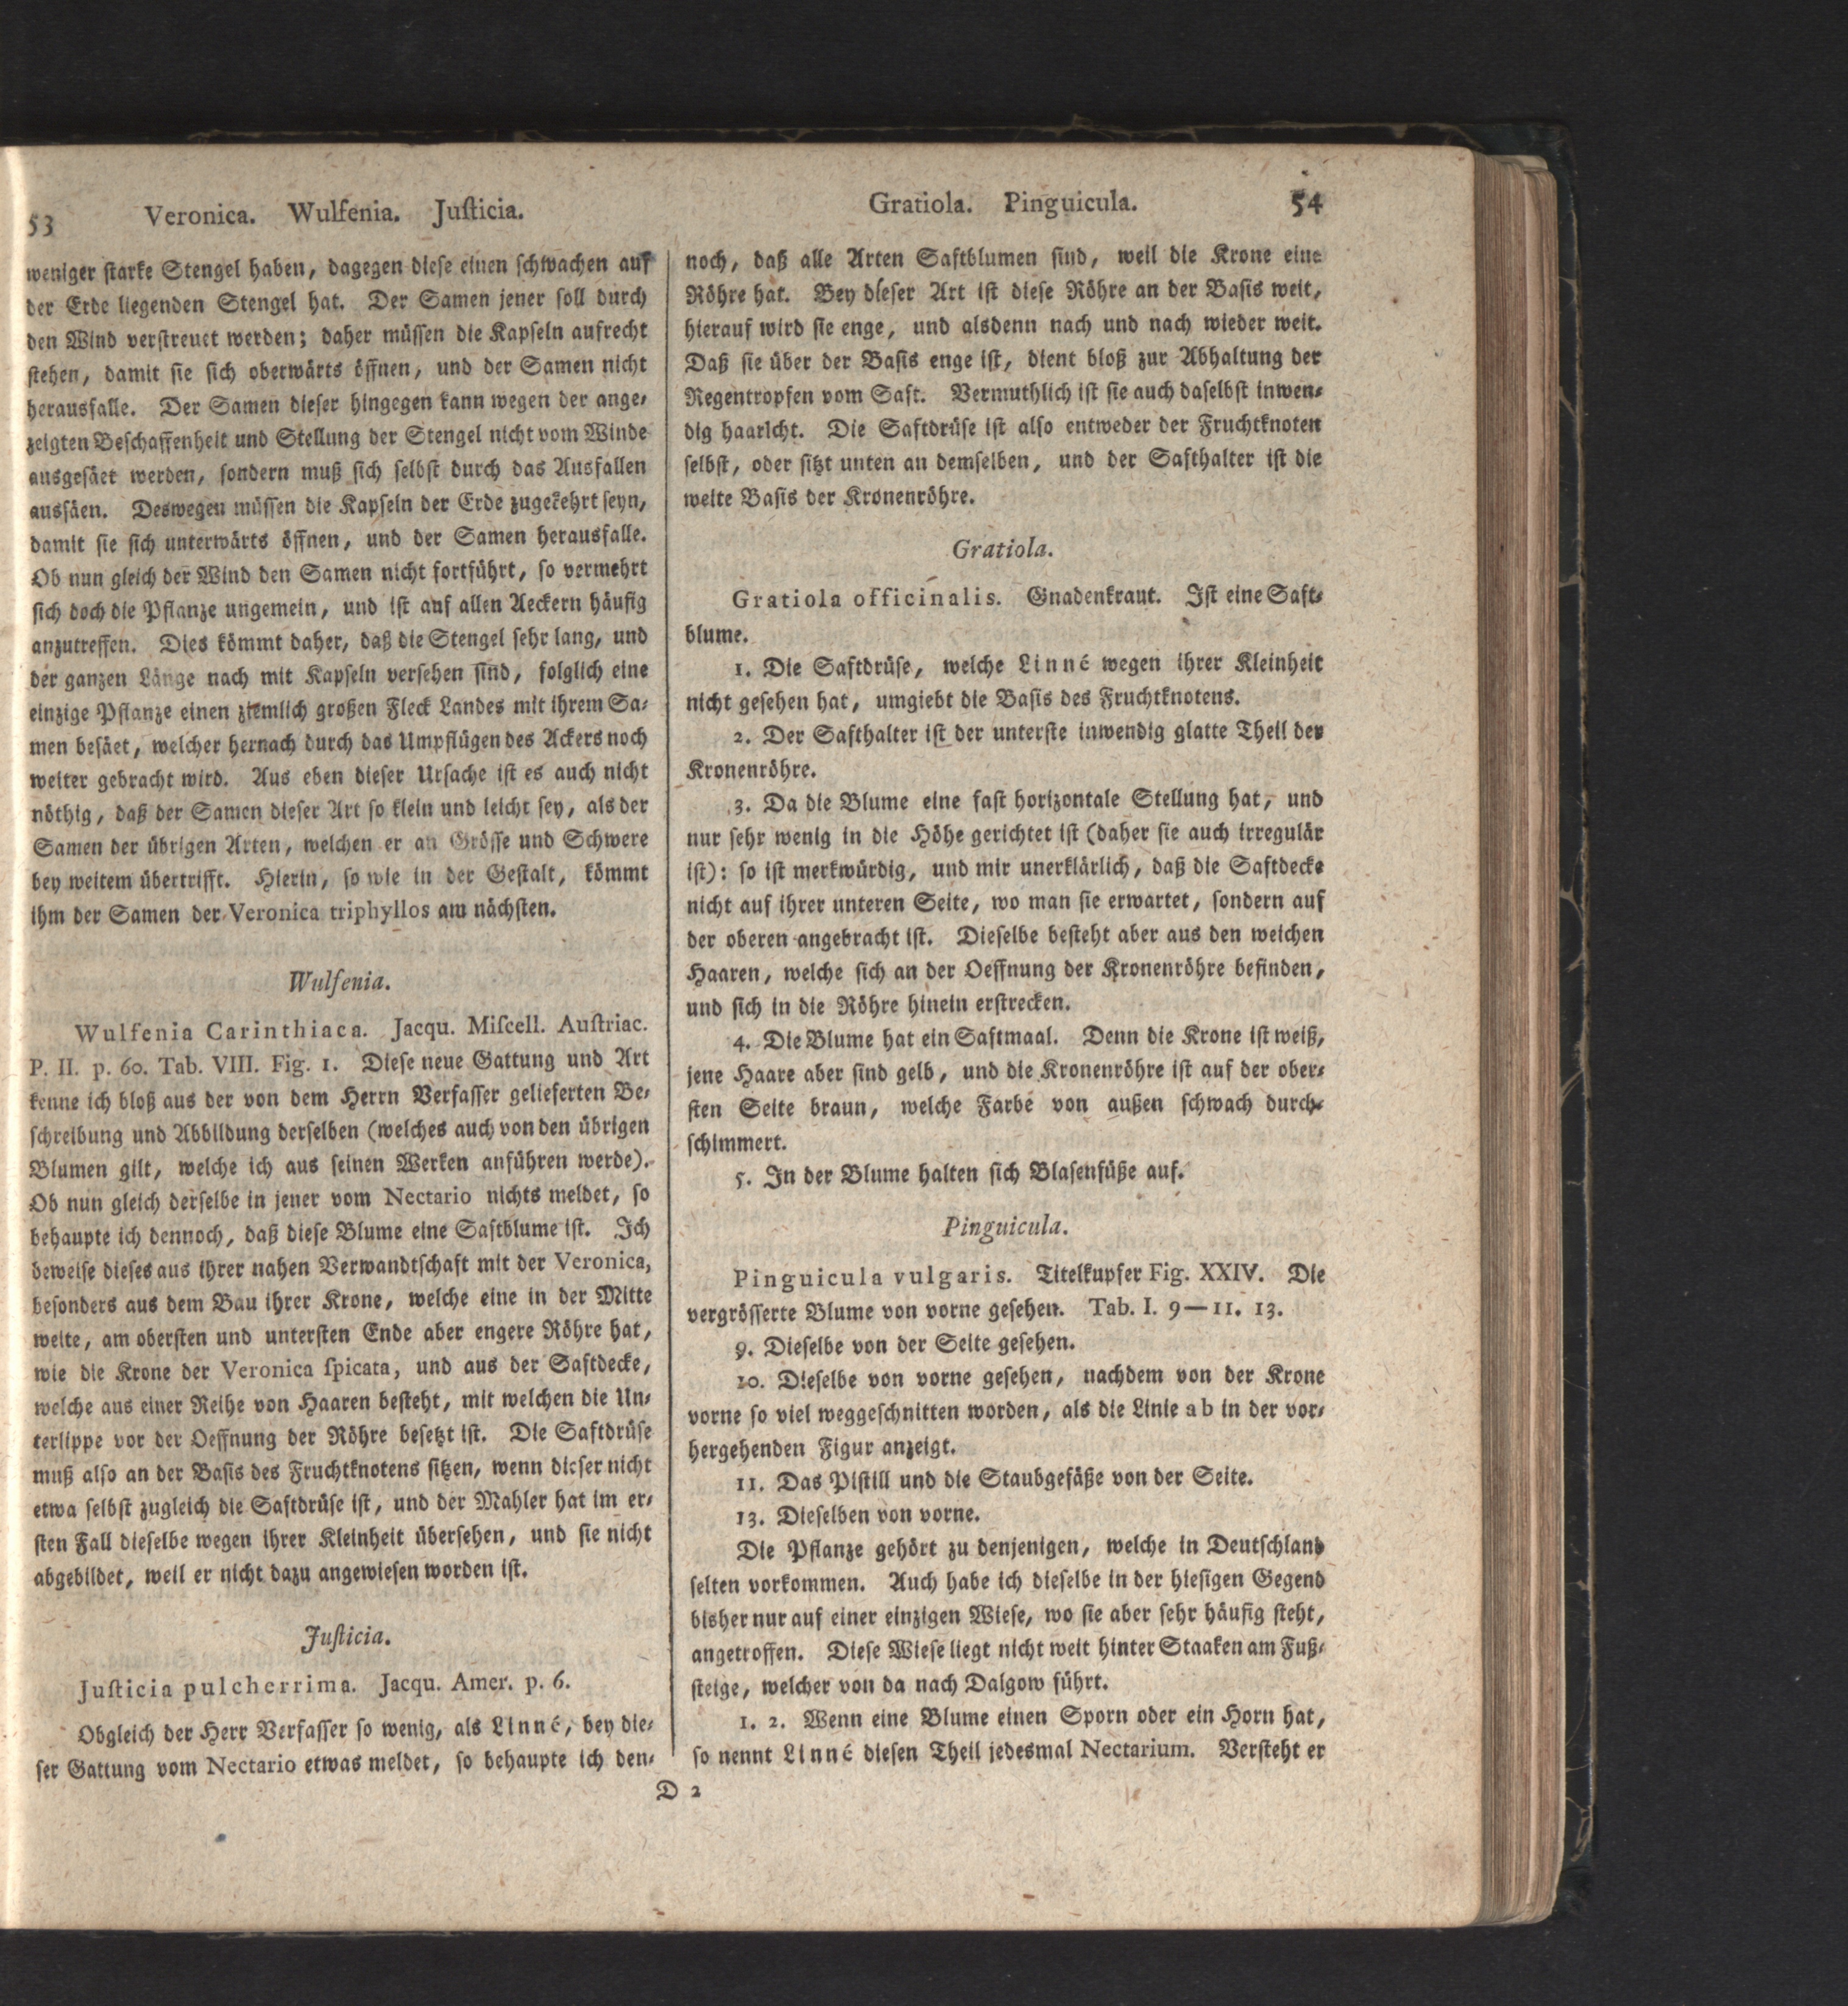 53 Veronica. Wulfenia. Juſticia.
weniger ſtarke Stengel haben, dagegen dieſe einen ſchwachen auf
der Erde liegenden Stengel hat. Der Samen jener ſoll durch
den Wind verſtreuet werden; daher müſſen die Kapſeln aufrecht
ſtehen, damit ſie ſich oberwärts öffnen, und der Samen nicht
herausfalle. Der Samen dieſer hingegen kann wegen der ange⸗
zeigten Beſchaffenheit und Stellung der Stengel nicht vom Winde
ausgeſäet werden, ſondern muß ſich ſelbſt durch das Ausfallen
ausſäen. Deswegen müſſen die Kapſeln der Erde zugekehrt ſeyn,
damit ſie ſich unterwärts öffnen, und der Samen herausfalle.
Ob nun gleich der Wind den Samen nicht fortführt, ſo vermehrt
ſich doch die Pflanze ungemein, und iſt auf allen Aeckern häufig
anzutreffen. Dies kömmt daher, daß die Stengel ſehr lang, und
der ganzen Länge nach mit Kapſeln verſehen ſind, folglich eine
einzige Pflanze einen ziemlich großen Fleck Landes mit ihrem Sa⸗
men beſäet, welcher hernach durch das Umpflügen des Ackers noch
weiter gebracht wird. Aus eben dieſer Urſache iſt es auch nicht
nöthig, daß der Samen dieſer Art ſo klein und leicht ſey, als der
Samen der übrigen Arten, welchen er an Gröſſe und Schwere
bey weitem übertrifft. Hierin, ſo wie in der Geſtalt, kömmt
ihm der Samen der Veronica triphyllos am nächſten.
Wulfenia.
Wulfenia Carinthiaca. Jacqu. Miſcell. Auſtriac.
P. II. p. 60. Tab. VIII. Fig. 1. Dieſe neue Gattung und Art
kenne ich bloß aus der von dem Herrn Verfaſſer gelieferten Be⸗
ſchreibung und Abbildung derſelben (welches auch von den übrigen
Blumen gilt, welche ich aus ſeinen Werken anführen werde).
Ob nun gleich derſelbe in jener vom Nectario nichts meldet, ſo
behaupte ich dennoch, daß dieſe Blume eine Saftblume iſt. Ich
beweiſe dieſes aus ihrer nahen Verwandtſchaft mit der Veronica,
beſonders aus dem Bau ihrer Krone, welche eine in der Mitte
weite, am oberſten und unterſten Ende aber engere Röhre hat,
wie die Krone der Veronica ſpicata, und aus der Saftdecke,
welche aus einer Reihe von Haaren beſteht, mit welchen die Un⸗
terlippe vor der Oeffnung der Röhre beſetzt iſt. Die Saftdrüſe
muß alſo an der Baſis des Fruchtknotens ſitzen, wenn dieſer nicht
etwa ſelbſt zugleich die Saftdrüſe iſt, und der Mahler hat im er⸗
ſten Fall dieſelbe wegen ihrer Kleinheit überſehen, und ſie nicht
abgebildet, weil er nicht dazu angewieſen worden iſt.
Juſticia.
Juſticia pulcherrima. Jacqu. Amer. p. 6.
Obgleich der Herr Verfaſſer ſo wenig, als Linné, bey die⸗
ſer Gattung vom Nectario etwas meldet, ſo behaupte ich den⸗
Gratiola. Pinguicula. 54
noch, daß alle Arten Saftblumen ſind, weil die Krone eine
Röhre hat. Bey dieſer Art iſt dieſe Röhre an der Baſis weit,
hierauf wird ſie enge, und alsdenn nach und nach wieder weit.
Daß ſie über der Baſis enge iſt, dient bloß zur Abhaltung der
Regentropfen vom Saft. Vermuthlich iſt ſie auch daſelbſt inwen⸗
dig haaricht. Die Saftdrüſe iſt alſo entweder der Fruchtknoten
ſelbſt, oder ſitzt unten an demſelben, und der Safthalter iſt die
weite Baſis der Kronenröhre.
Gratiola.
Gratiola officinalis. Gnadenkraut. Iſt eine Saft⸗
blume.
1. Die Saftdrüſe, welche Linné wegen ihrer Kleinheit
nicht geſehen hat, umgiebt die Baſis des Fruchtknotens.
2. Der Safthalter iſt der unterſte inwendig glatte Theil der
Kronenröhre.
3. Da die Blume eine faſt horizontale Stellung hat, und
nur ſehr wenig in die Höhe gerichtet iſt (daher ſie auch irregulär
iſt): ſo iſt merkwürdig, und mir unerklärlich, daß die Saftdecke
nicht auf ihrer unteren Seite, wo man ſie erwartet, ſondern auf
der oberen angebracht iſt. Dieſelbe beſteht aber aus den weichen
Haaren, welche ſich an der Oeffnung der Kronenröhre befinden,
und ſich in die Röhre hinein erſtrecken.
4. Die Blume hat ein Saftmaal. Denn die Krone iſt weiß,
jene Haare aber ſind gelb, und die Kronenröhre iſt auf der ober⸗
ſten Seite braun, welche Farbe von außen ſchwach durch⸗
ſchimmert.
5. In der Blume halten ſich Blaſenfüße auf.
Pinguicula.
Pinguicula vulgaris. Titelkupfer Fig. XXIV. Die
vergröſſerte Blume von vorne geſehen. Tab. I. 9—11. 13.
9. Dieſelbe von der Seite geſehen.
10. Dieſelbe von vorne geſehen, nachdem von der Krone
vorne ſo viel weggeſchnitten worden, als die Linie a b in der vor⸗
hergehenden Figur anzeigt.
11. Das Piſtill und die Staubgefäße von der Seite.
13. Dieſelben von vorne.
Die Pflanze gehört zu denjenigen, welche in Deutſchland
ſelten vorkommen. Auch habe ich dieſelbe in der hieſigen Gegend
bisher nur auf einer einzigen Wieſe, wo ſie aber ſehr häufig ſteht,
angetroffen. Dieſe Wieſe liegt nicht weit hinter Staaken am Fuß⸗
ſteige, welcher von da nach Dalgow führt.
1. 2. Wenn eine Blume einen Sporn oder ein Horn hat,
ſo nennt Linné dieſen Theil jedesmal Nectarium. Verſteht er
D 2